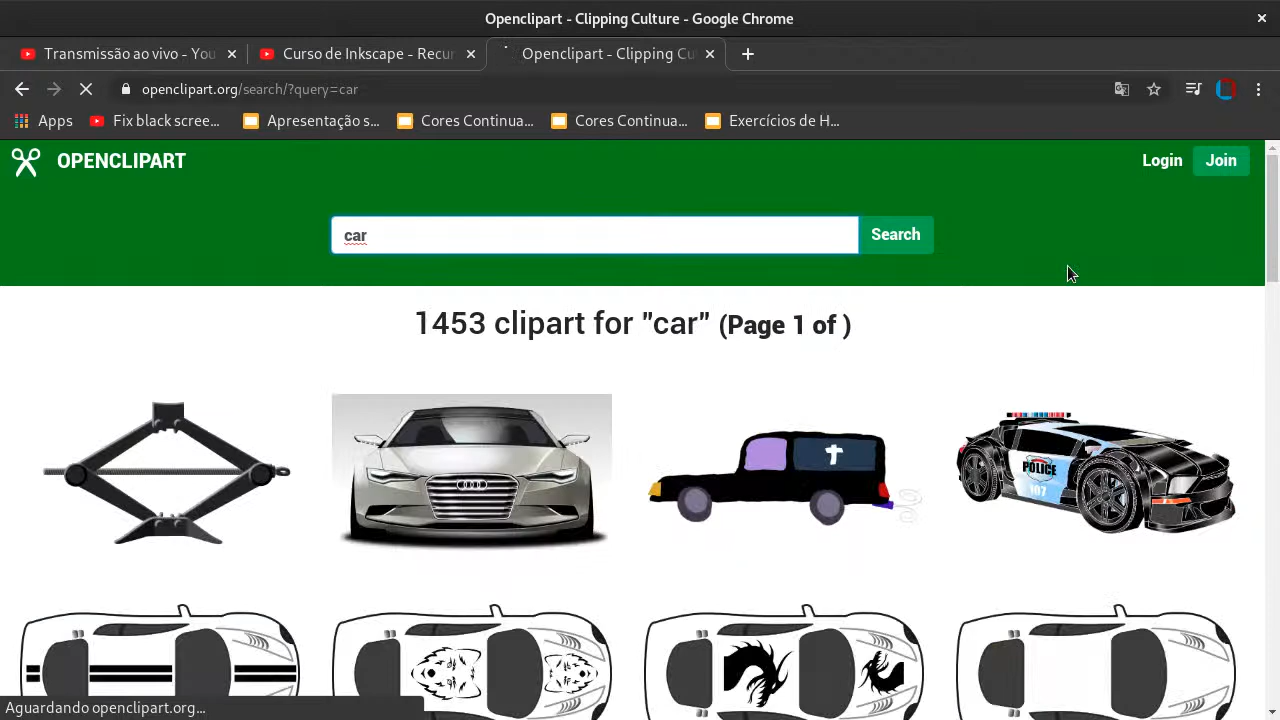 Openclipart - Clipping Culture - Google Chrome
Transmissão ao vivo - You
Curso de Inkscape - Recur
Openclipart - Clipping Cu
openclipart.org/search/?query=car
Apps
Fix black scree...
Apresentação s...
Cores Continua...
Cores Continua...
Exercícios de H...
OPENCLIPART
Login
Join
car
Search
1453 clipart for "car" (Page 1 of )
POLICE
107
Aguardando openclipart.org...